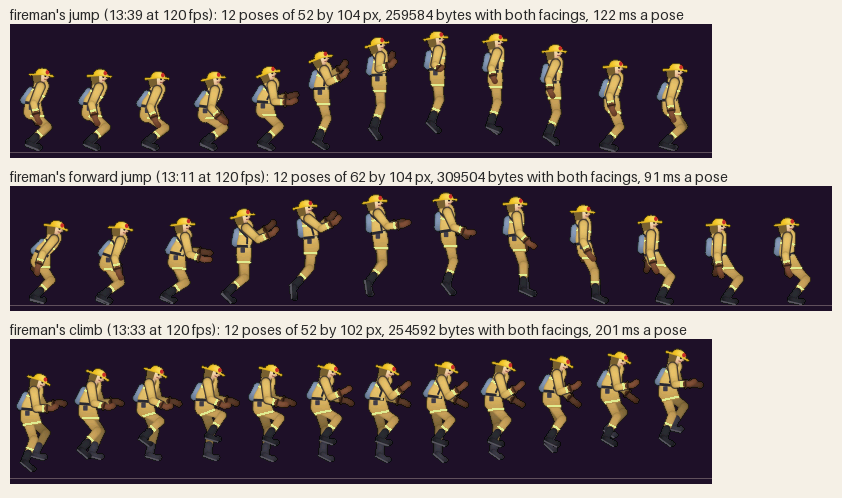 fireman's jump (13:39 at 120 fps): 12 poses of 52 by 104 px, 259584 bytes with both facings, 122 ms a pose
fireman's forward jump (13:11 at 120 fps): 12 poses of 62 by 104 px, 309504 bytes with both facings, 91 ms a pose
fireman's climb (13:33 at 120 fps): 12 poses of 52 by 102 px, 254592 bytes with both facings, 201 ms a pose